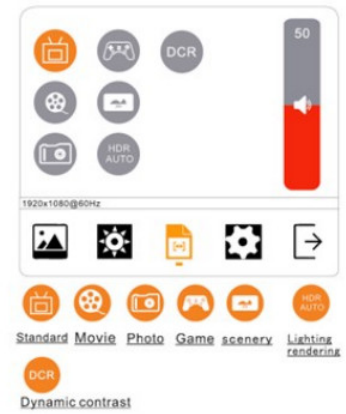 50
DCR
HDR
AUTO
1920x1080@60Hz
HDR
AUTO
Standard Movie Photo Game scenery Lighting
rendering
DCR
Dynamic contrast